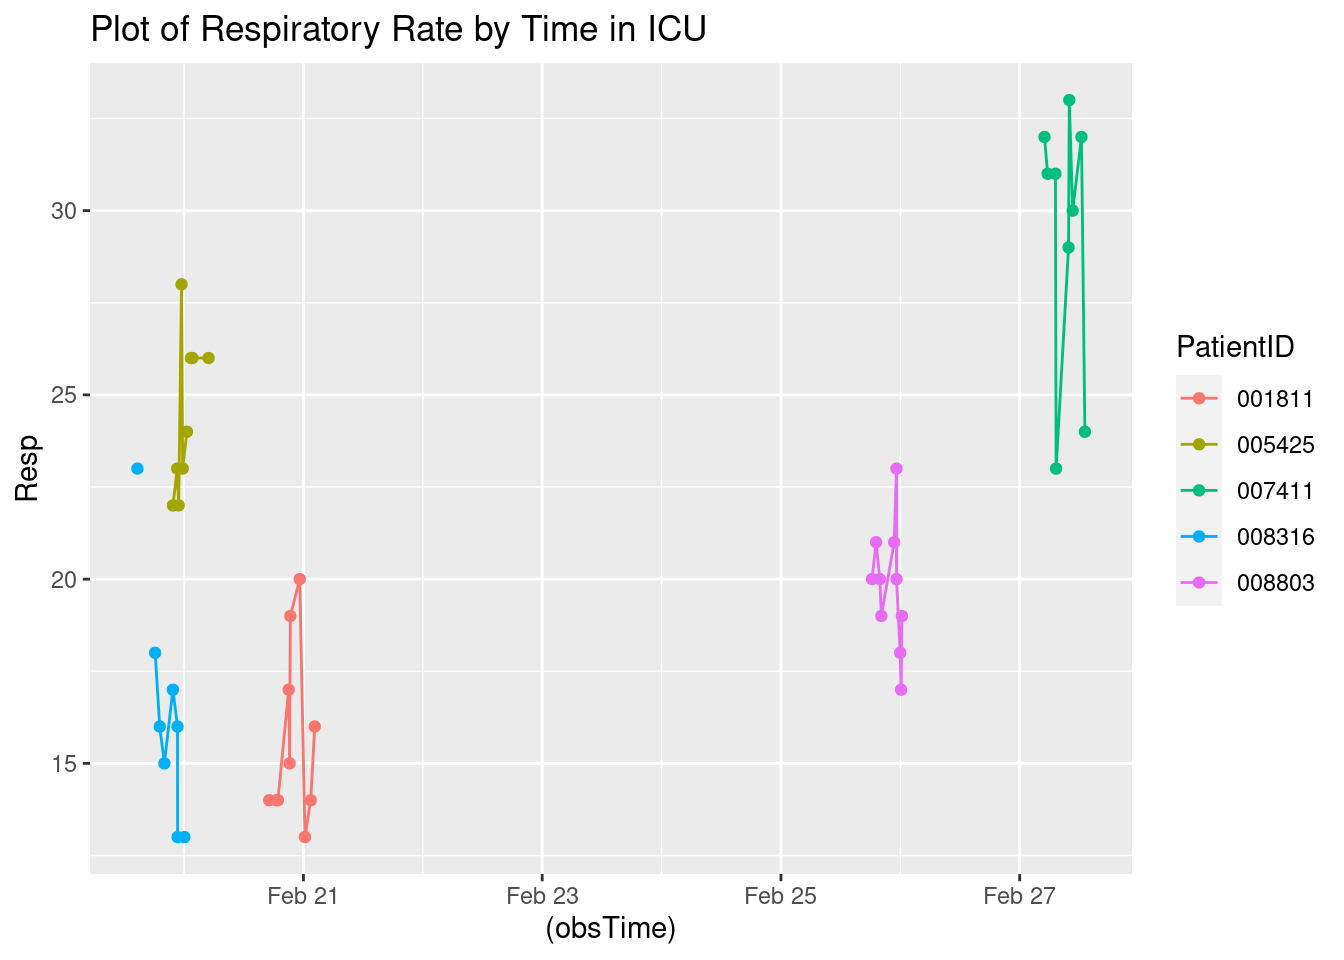 Plot of Respiratory Rate by Time in ICU
30
25
20
15
Resp
Feb 21
Feb 23
Feb 25
Feb 27
(obsTime)
PatientID
001811
005425
007411
008316
008803